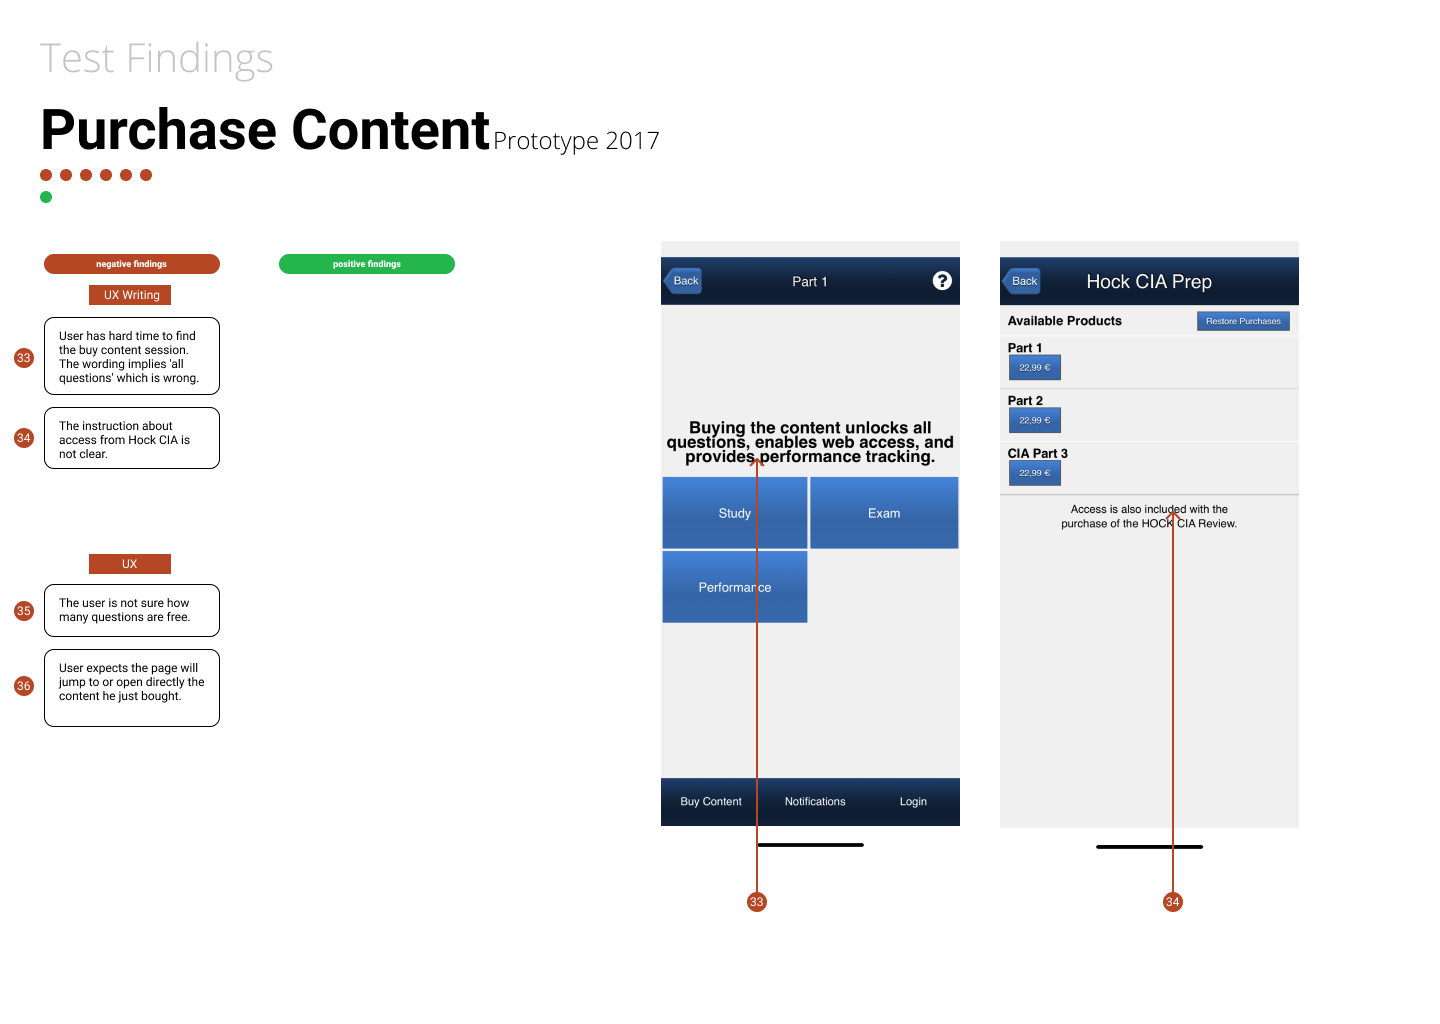 Test Findings
Purchase Content Prototype 2017
negative findings
positive findings
UX Writing
33
User has hard time to find
the buy content session.
The wording implies 'all
questions' which is wrong.
34
The instruction about
access from Hock CIA is
not clear.
UX
35
The user is not sure how
many questions are free.
36
User expects the page will
jump to or open directly the
content he just bought.
Back
Part 1
?
Buying the content unlocks all
questions, enables web access, and
provides performance tracking.
Study
Exam
Performance
Buy Content
Notifications
Login
33
Back
Hock CIA Prep
Available Products
Restore Purchases
Part 1
22,99 €
Part 2
22,99 €
CIA Part 3
22,99 €
Access is also included with the
purchase of the HOCK CIA Review.
34